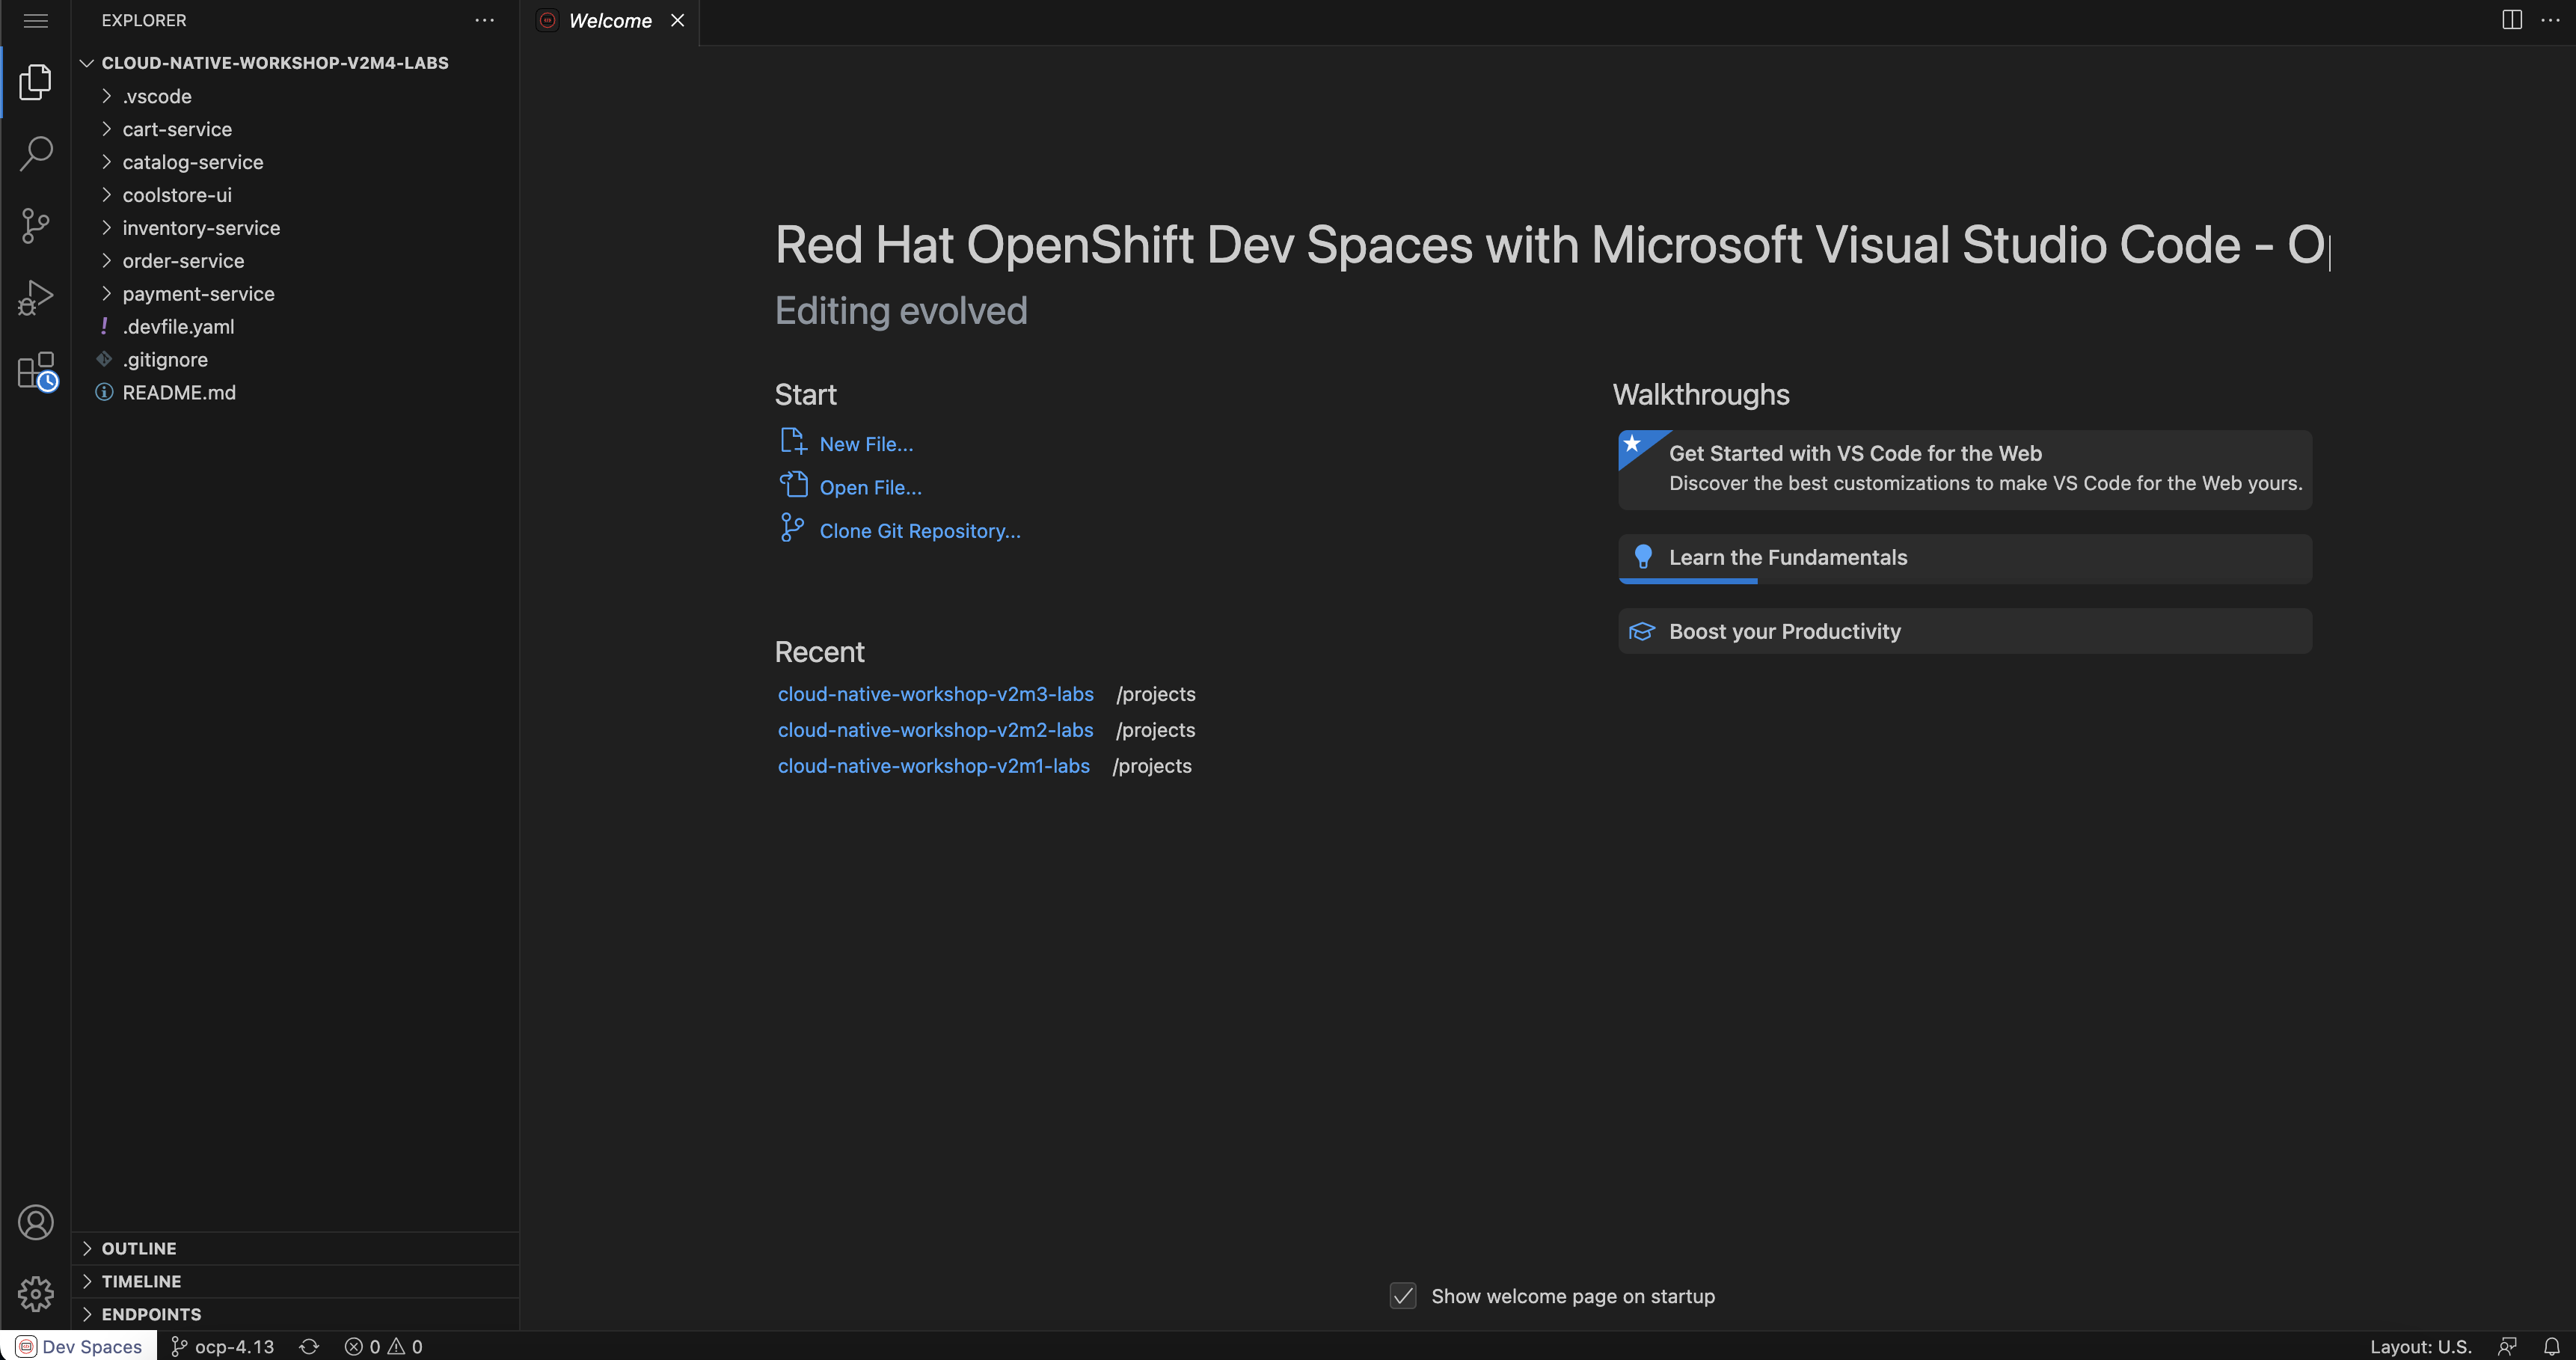 EXPLORER
CLOUD-NATIVE-WORKSHOP-V2M4-LABS
.vscode
cart-service
catalog-service
coolstore-ui
inventory-service
order-service
payment-service
.devfile.yaml
.gitignore
README.md
OUTLINE
TIMELINE
ENDPOINTS
Welcome
Red Hat OpenShift Dev Spaces with Microsoft Visual Studio Code - O
Editing evolved
Start
New File...
Open File...
Clone Git Repository...
Recent
cloud-native-workshop-v2m3-labs /projects
cloud-native-workshop-v2m2-labs /projects
cloud-native-workshop-v2m1-labs /projects
Walkthroughs
Get Started with VS Code for the Web
Discover the best customizations to make VS Code for the Web yours.
Learn the Fundamentals
Boost your Productivity
Show welcome page on startup
Dev Spaces ocp-4.13 0 0 Layout: U.S.